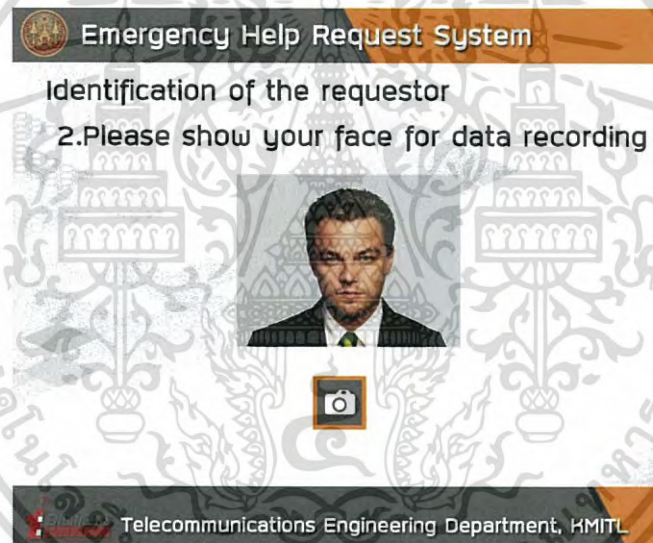 Emergency Help Request System
Identification of the requestor
2.Please show your face for data recording
Telecommunications Engineering Department, KMITL